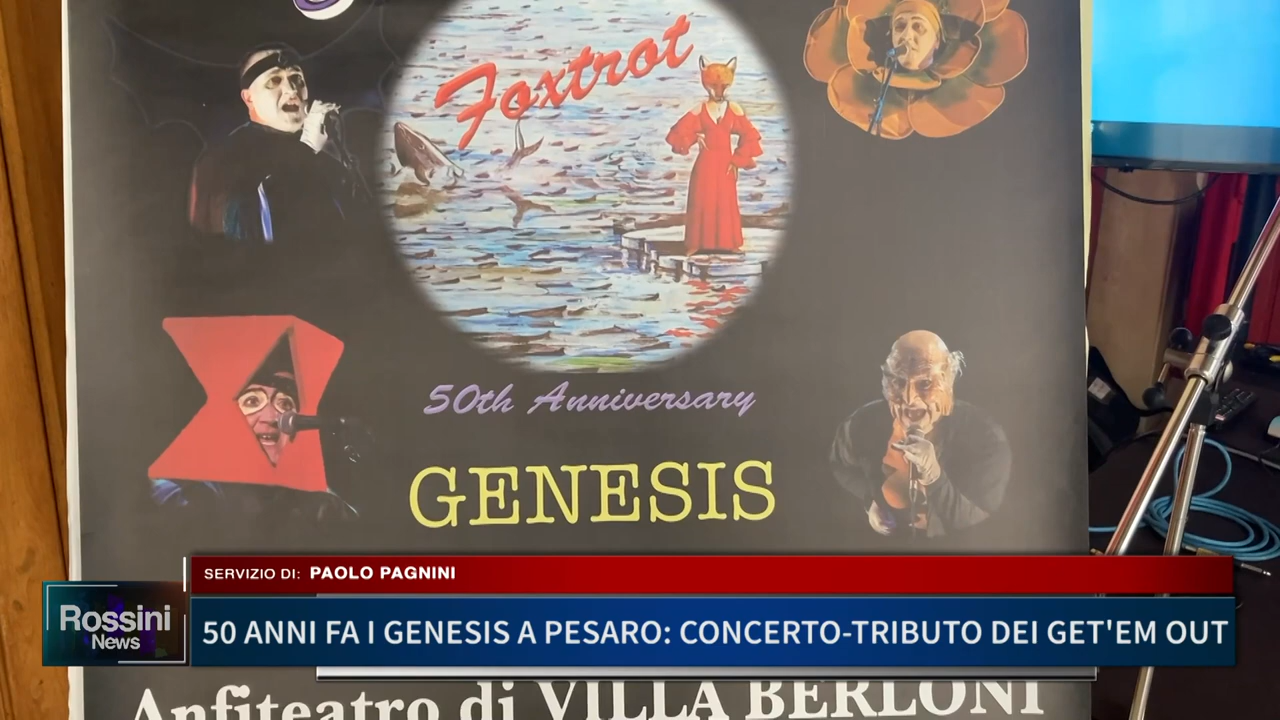 Foxtrot
50th Anniversary
GENESIS
SERVIZIO DI: PAOLO PAGNINI
Rossini
News
50 ANNI FA I GENESIS A PESARO: CONCERTO-TRIBUTO DEI GET'EM OUT
Anfiteatro di VILLA BERLONI